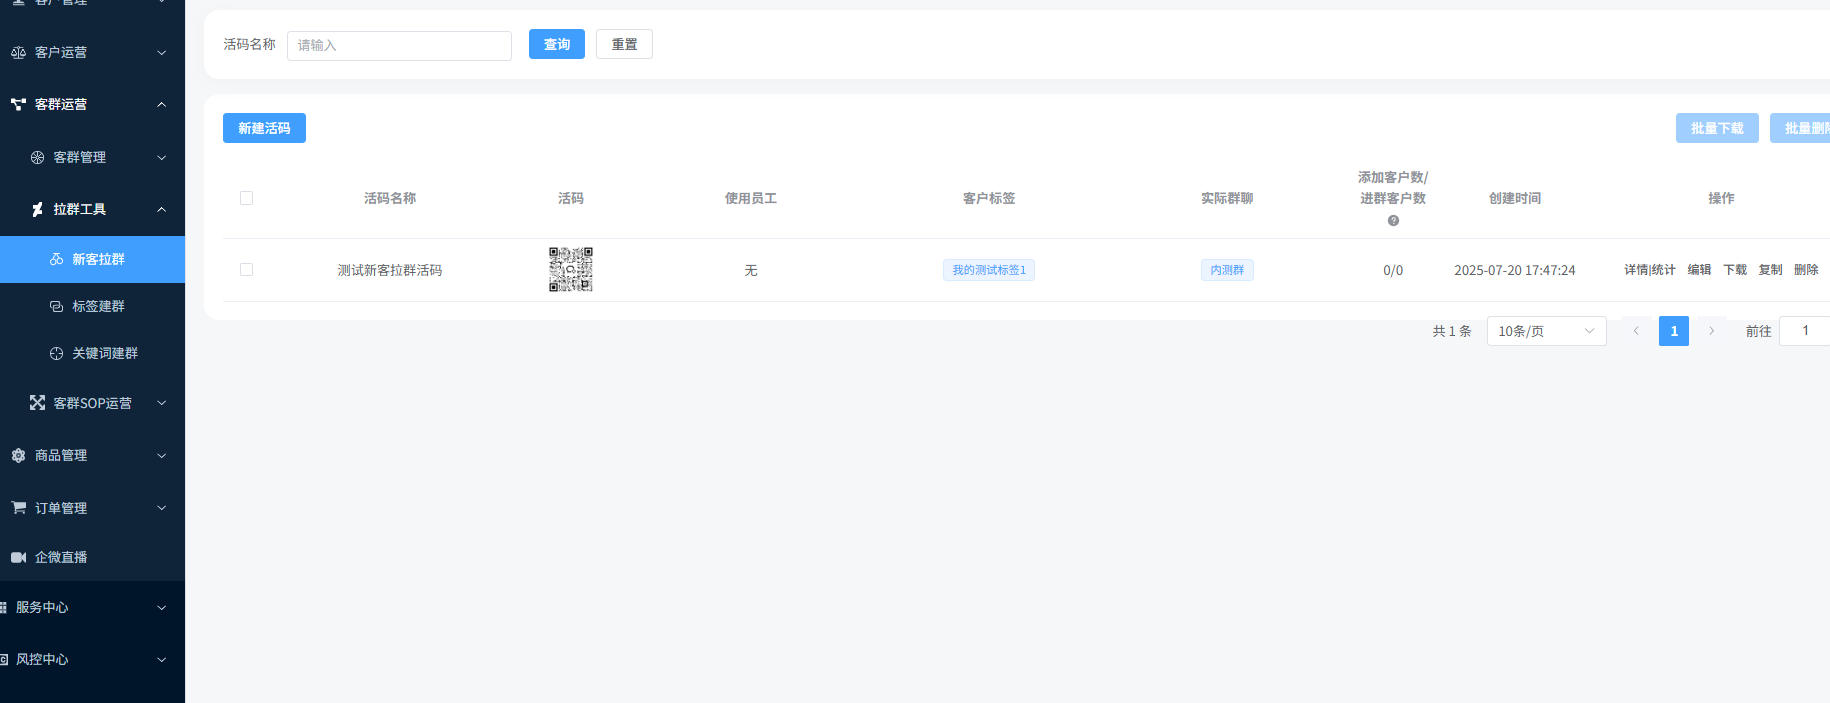 客户管理
客户运营
客群运营
客群管理
拉群工具
新客拉群
标签建群
关键词建群
客群SOP运营
商品管理
订单管理
企微直播
服务中心
风控中心
活码名称 请输入 查询 重置
新建活码 批量下载 批量删除
活码名称 活码 使用员工 客户标签 实际群聊 添加客户数/ 创建时间 操作
进群客户数
测试新客拉群活码 无 我的测试标签1 内测群 0/0 2025-07-20 17:47:24 详情|统计 编辑 下载 复制 删除
共 1 条 10条/页 1 前往 1